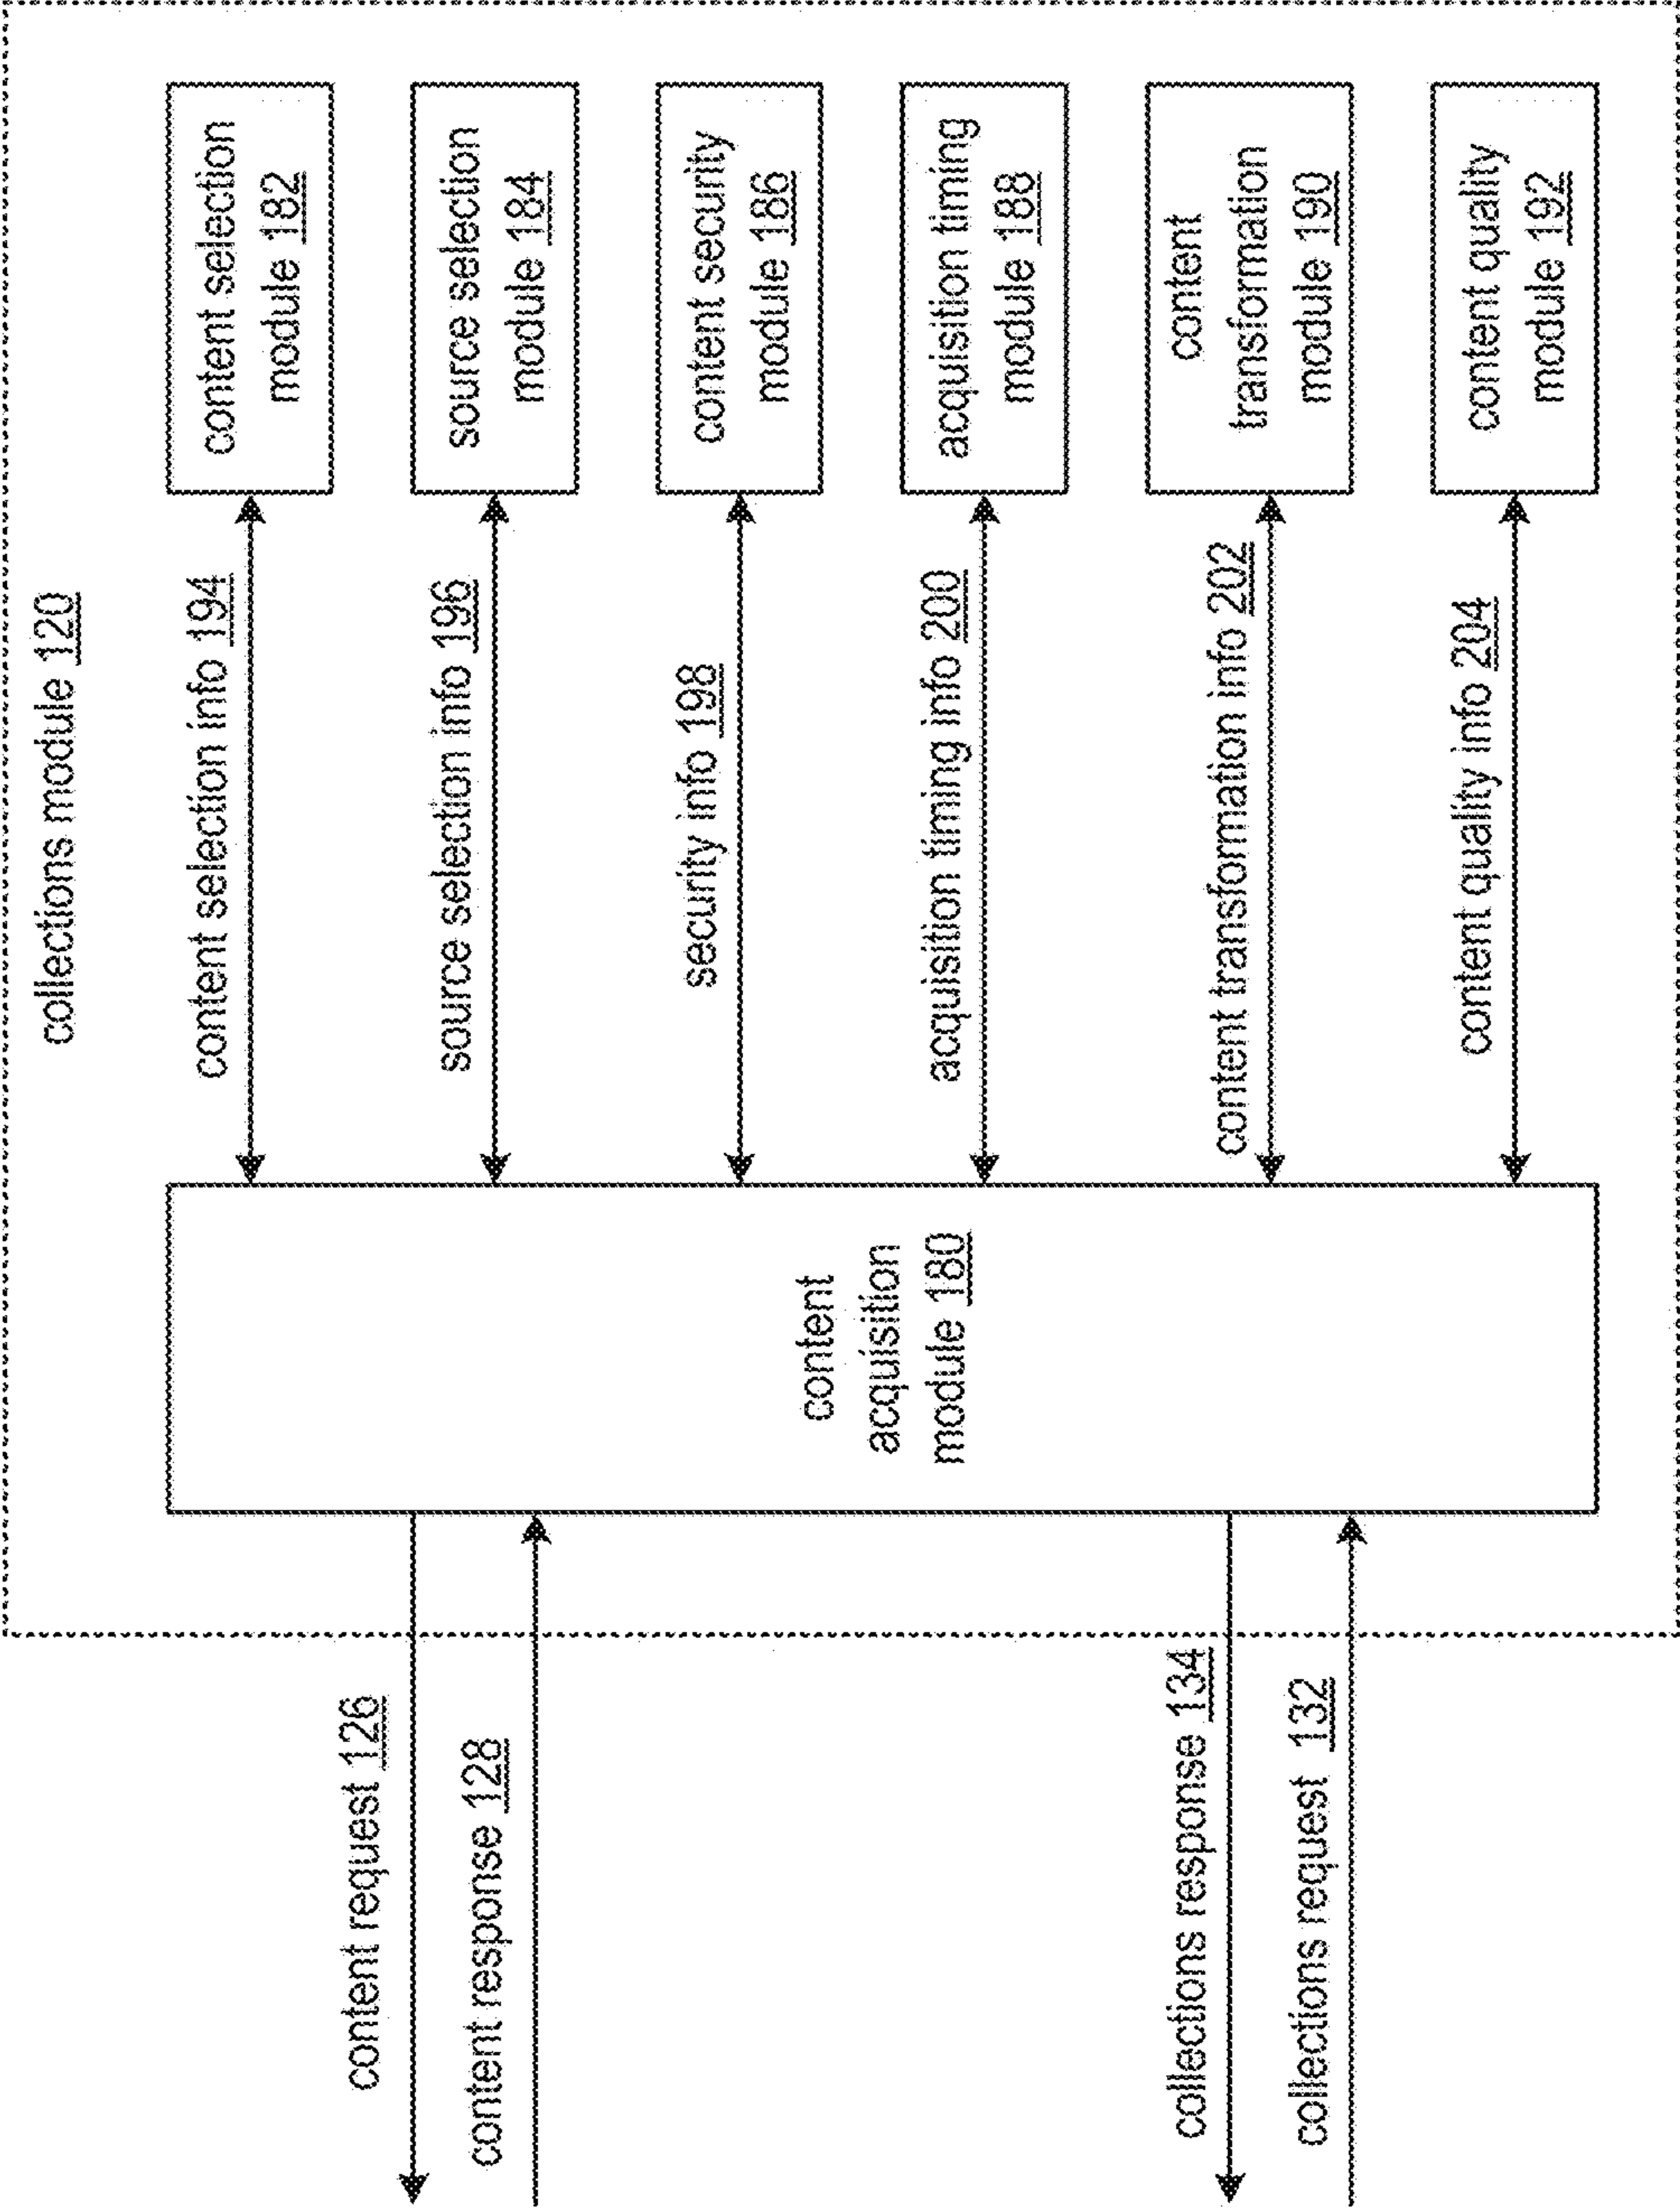 collections module 120
content request 126
content response 128
collections response 134
collections request 132
content
acquisition
module 180
content selection info 194
source selection info 196
security info 198
acquisition timing info 200
content transformation info 202
content quality info 204
content selection
module 182
source selection
module 184
content security
module 186
acquisition timing
module 188
content
transformation
module 190
content quality
module 192